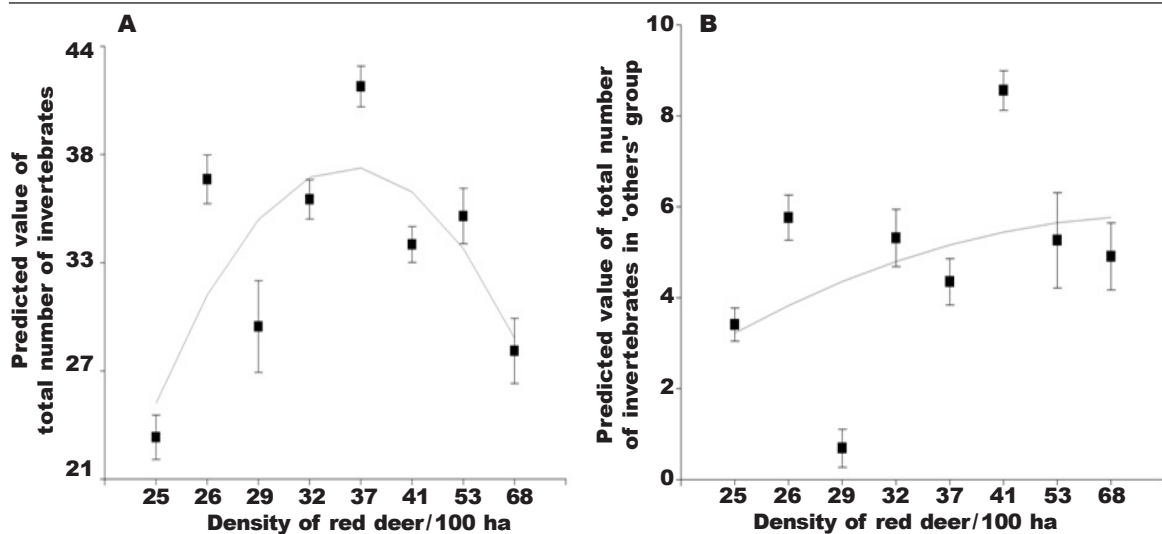 A
Predicted value of
total number of invertebrates
44
38
33
27
21
25 26 29 32 37 41 53 68
Density of red deer/100 ha
B
Predicted value of total number
of invertebrates in 'others' group
10
8
6
4
2
0
25 26 29 32 37 41 53 68
Density of red deer/100 ha